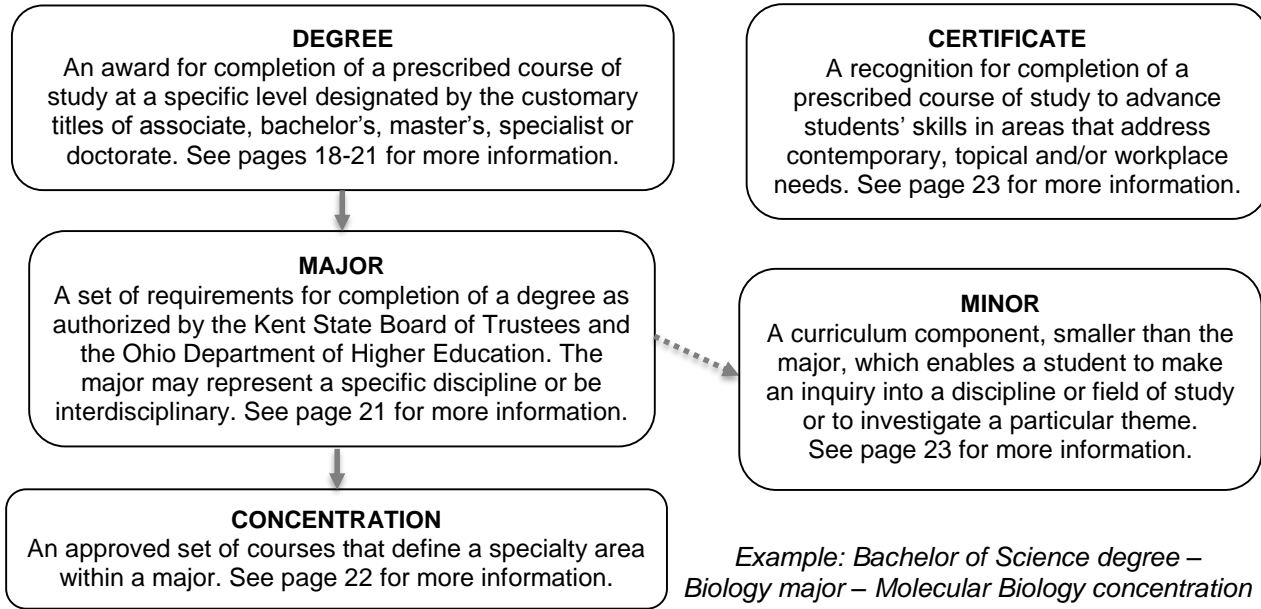 DEGREE
An award for completion of a prescribed course of
study at a specific level designated by the customary
titles of associate, bachelor’s, master’s, specialist or
doctorate. See pages 18-21 for more information.
CERTIFICATE
A recognition for completion of a
prescribed course of study to advance
students’ skills in areas that address
contemporary, topical and/or workplace
needs. See page 23 for more information.
MAJOR
A set of requirements for completion of a degree as
authorized by the Kent State Board of Trustees and
the Ohio Department of Higher Education. The
major may represent a specific discipline or be
interdisciplinary. See page 21 for more information.
MINOR
A curriculum component, smaller than the
major, which enables a student to make
an inquiry into a discipline or field of study
or to investigate a particular theme.
See page 23 for more information.
CONCENTRATION
An approved set of courses that define a specialty area
within a major. See page 22 for more information.
Example: Bachelor of Science degree –
Biology major – Molecular Biology concentration